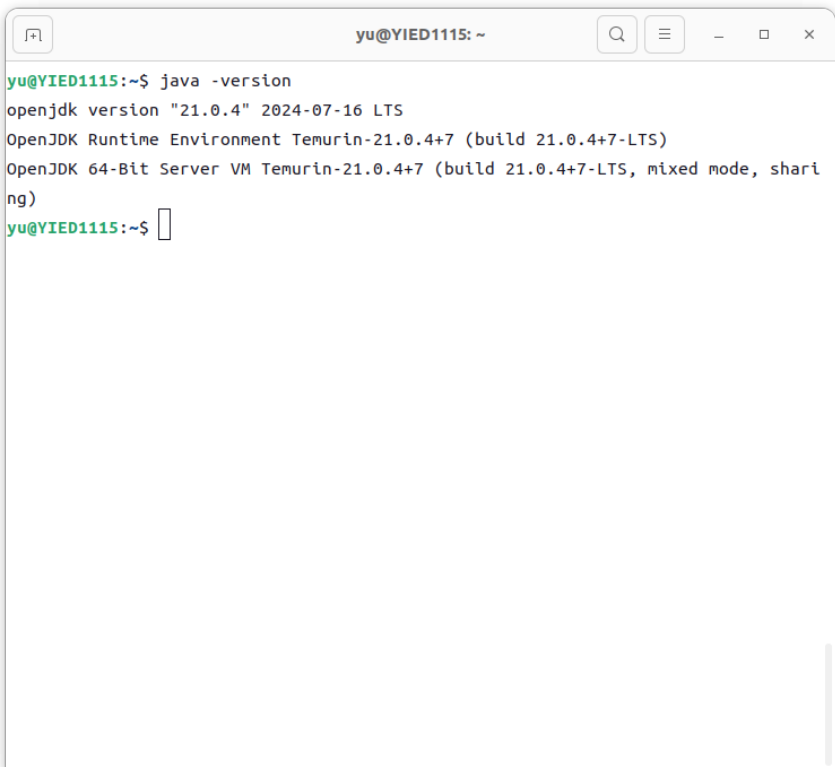 yu@YIED1115: ~
yu@YIED1115:~$ java -version
openjdk version "21.0.4" 2024-07-16 LTS
OpenJDK Runtime Environment Temurin-21.0.4+7 (build 21.0.4+7-LTS)
OpenJDK 64-Bit Server VM Temurin-21.0.4+7 (build 21.0.4+7-LTS, mixed mode, shari
ng)
yu@YIED1115:~$